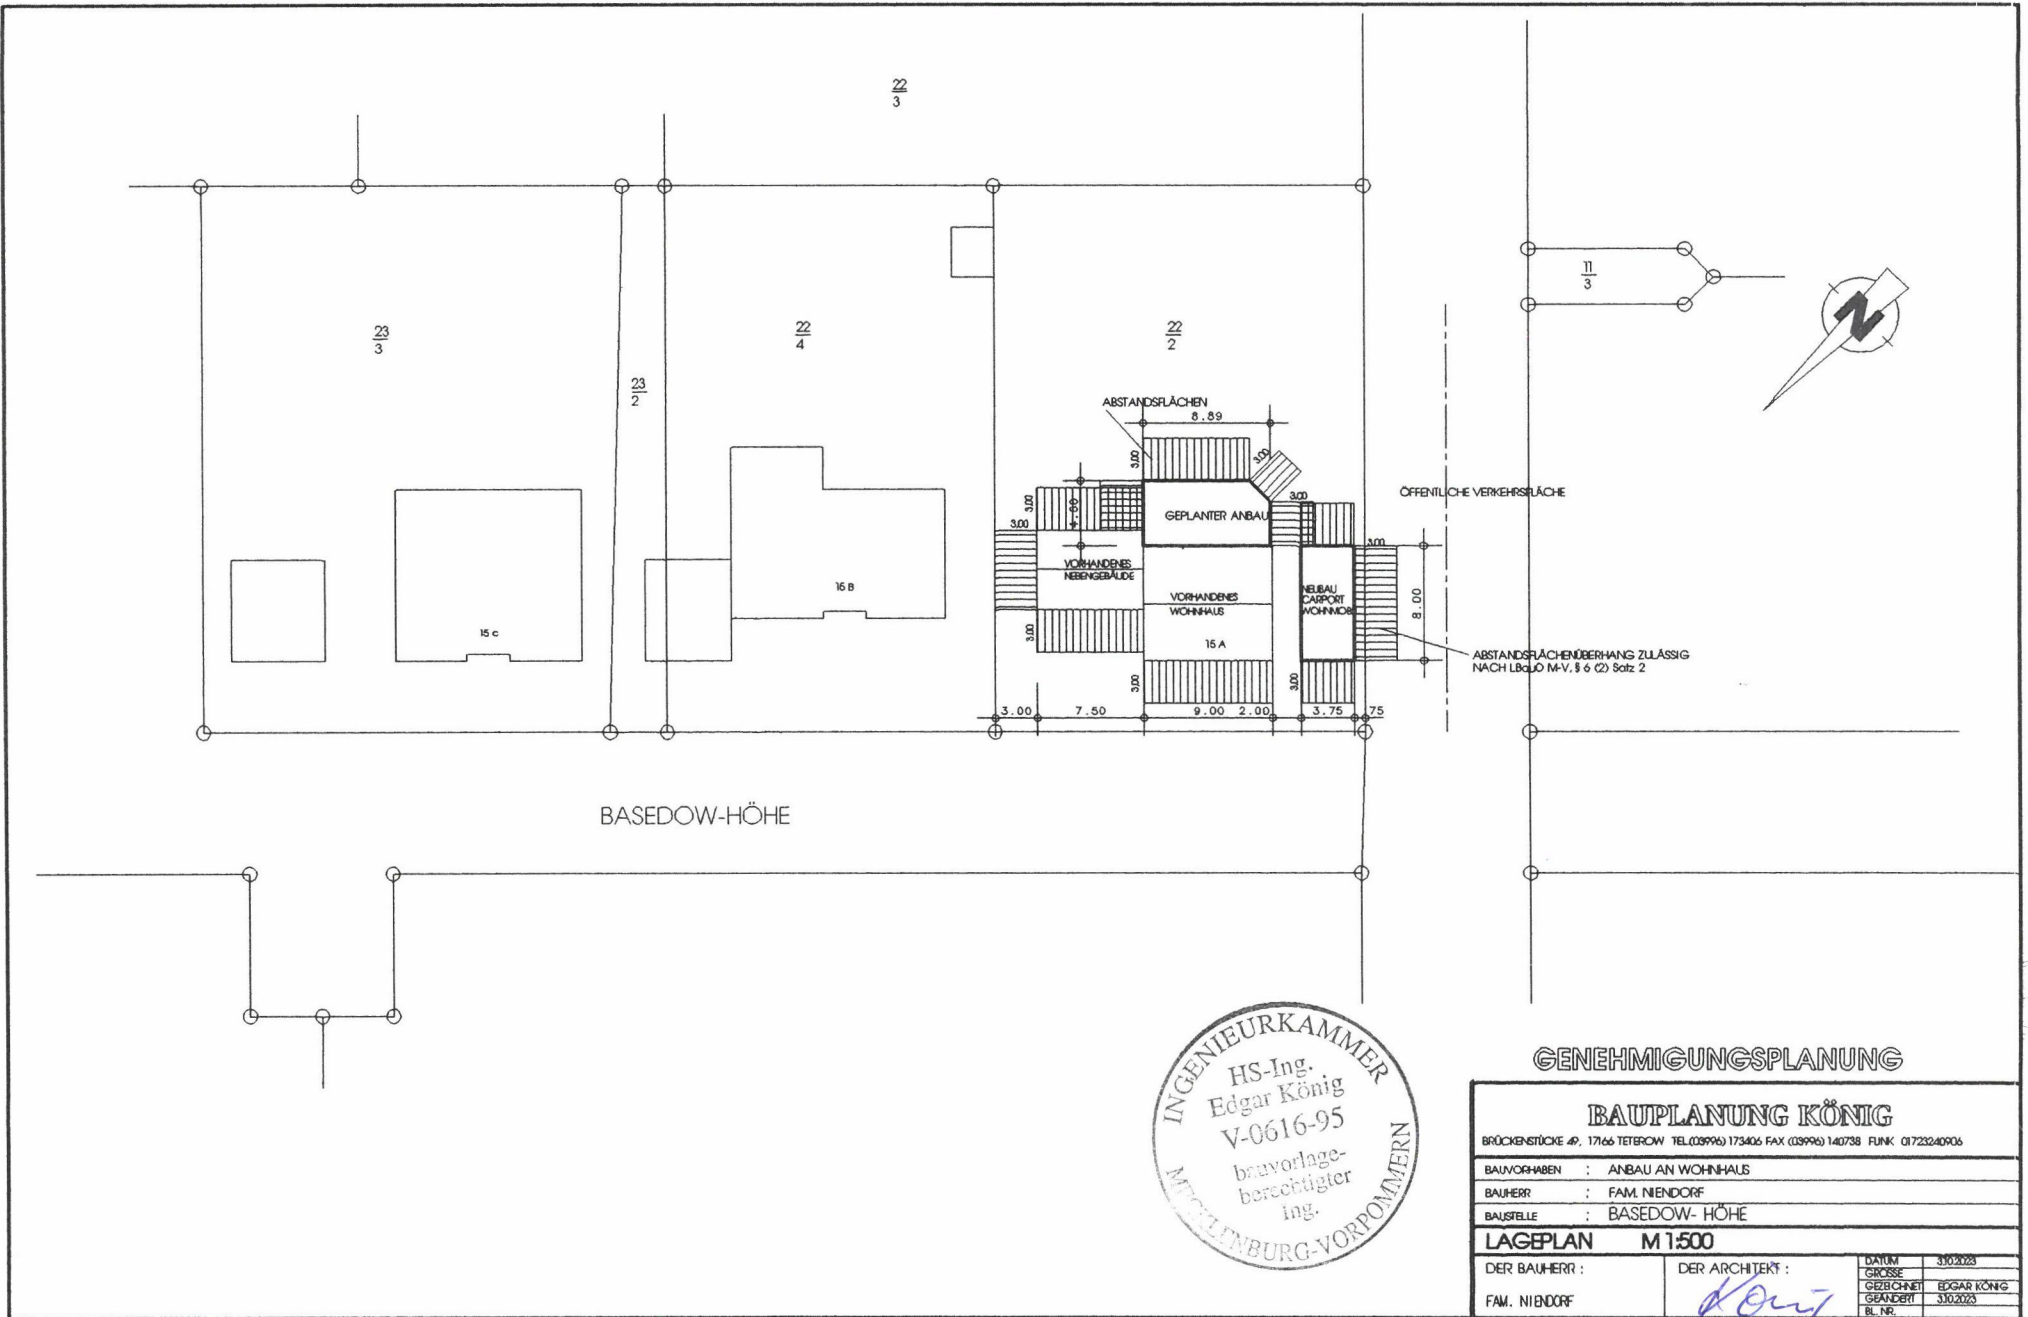 22
3
23
3
23
2
22
4
22
2
11
3
N
ABSTANDSFLÄCHEN
8.89
3.00
3.00
3.00
4.60
3.00
3.00
3.00
GEPLANTER ANBAU
ÖFFENTLICHE VERKEHRSFLÄCHE
VORHANDENES
NEBENGEBÄUDE
VORHANDENES
WOHNHAUS
15 A
NEUBAU
CARPORT
WOHNMOBIL
8.00
15 B
15 c
3.00
3.00
3.00
ABSTANDSFLÄCHENÜBERHANG ZULÄSSIG
NACH LBauO M-V, § 6 (2) Satz 2
3.00 7.50 9.00 2.00 3.75 75
BASEDOW-HÖHE
INGENIEURKAMMER
HS-Ing.
Edgar König
V-0616-95
bauvorlage-
berechtigter
Ing.
MECKLENBURG-VORPOMMERN
GENEHMIGUNGSPLANUNG
BAUPLANUNG KÖNIG
BRÜCKENSTÜCKE 49, 17166 TETEROW TEL.(03996) 173406 FAX (03996) 140738 FUNK 01723240906
BAUVORHABEN : ANBAU AN WOHNHAUS
BAUHERR : FAM. NIENDORF
BAUSTELLE : BASEDOW- HÖHE
LAGEPLAN M 1:500
DER BAUHERR :
FAM. NIENDORF
DER ARCHITEKT :
König
DATUM 3.10.2023
GRÖSSE
GEZEICHNET EDGAR KÖNIG
GEÄNDERT 3.10.2023
BL. NR.